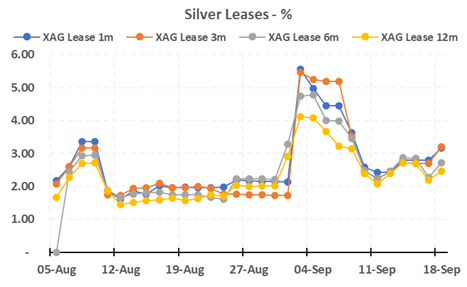 Silver Leases - %
XAG Lease 1m XAG Lease 3m XAG Lease 6m XAG Lease 12m
6.00
5.00
4.00
3.00
2.00
1.00
-
05-Aug 12-Aug 19-Aug 27-Aug 04-Sep 11-Sep 18-Sep